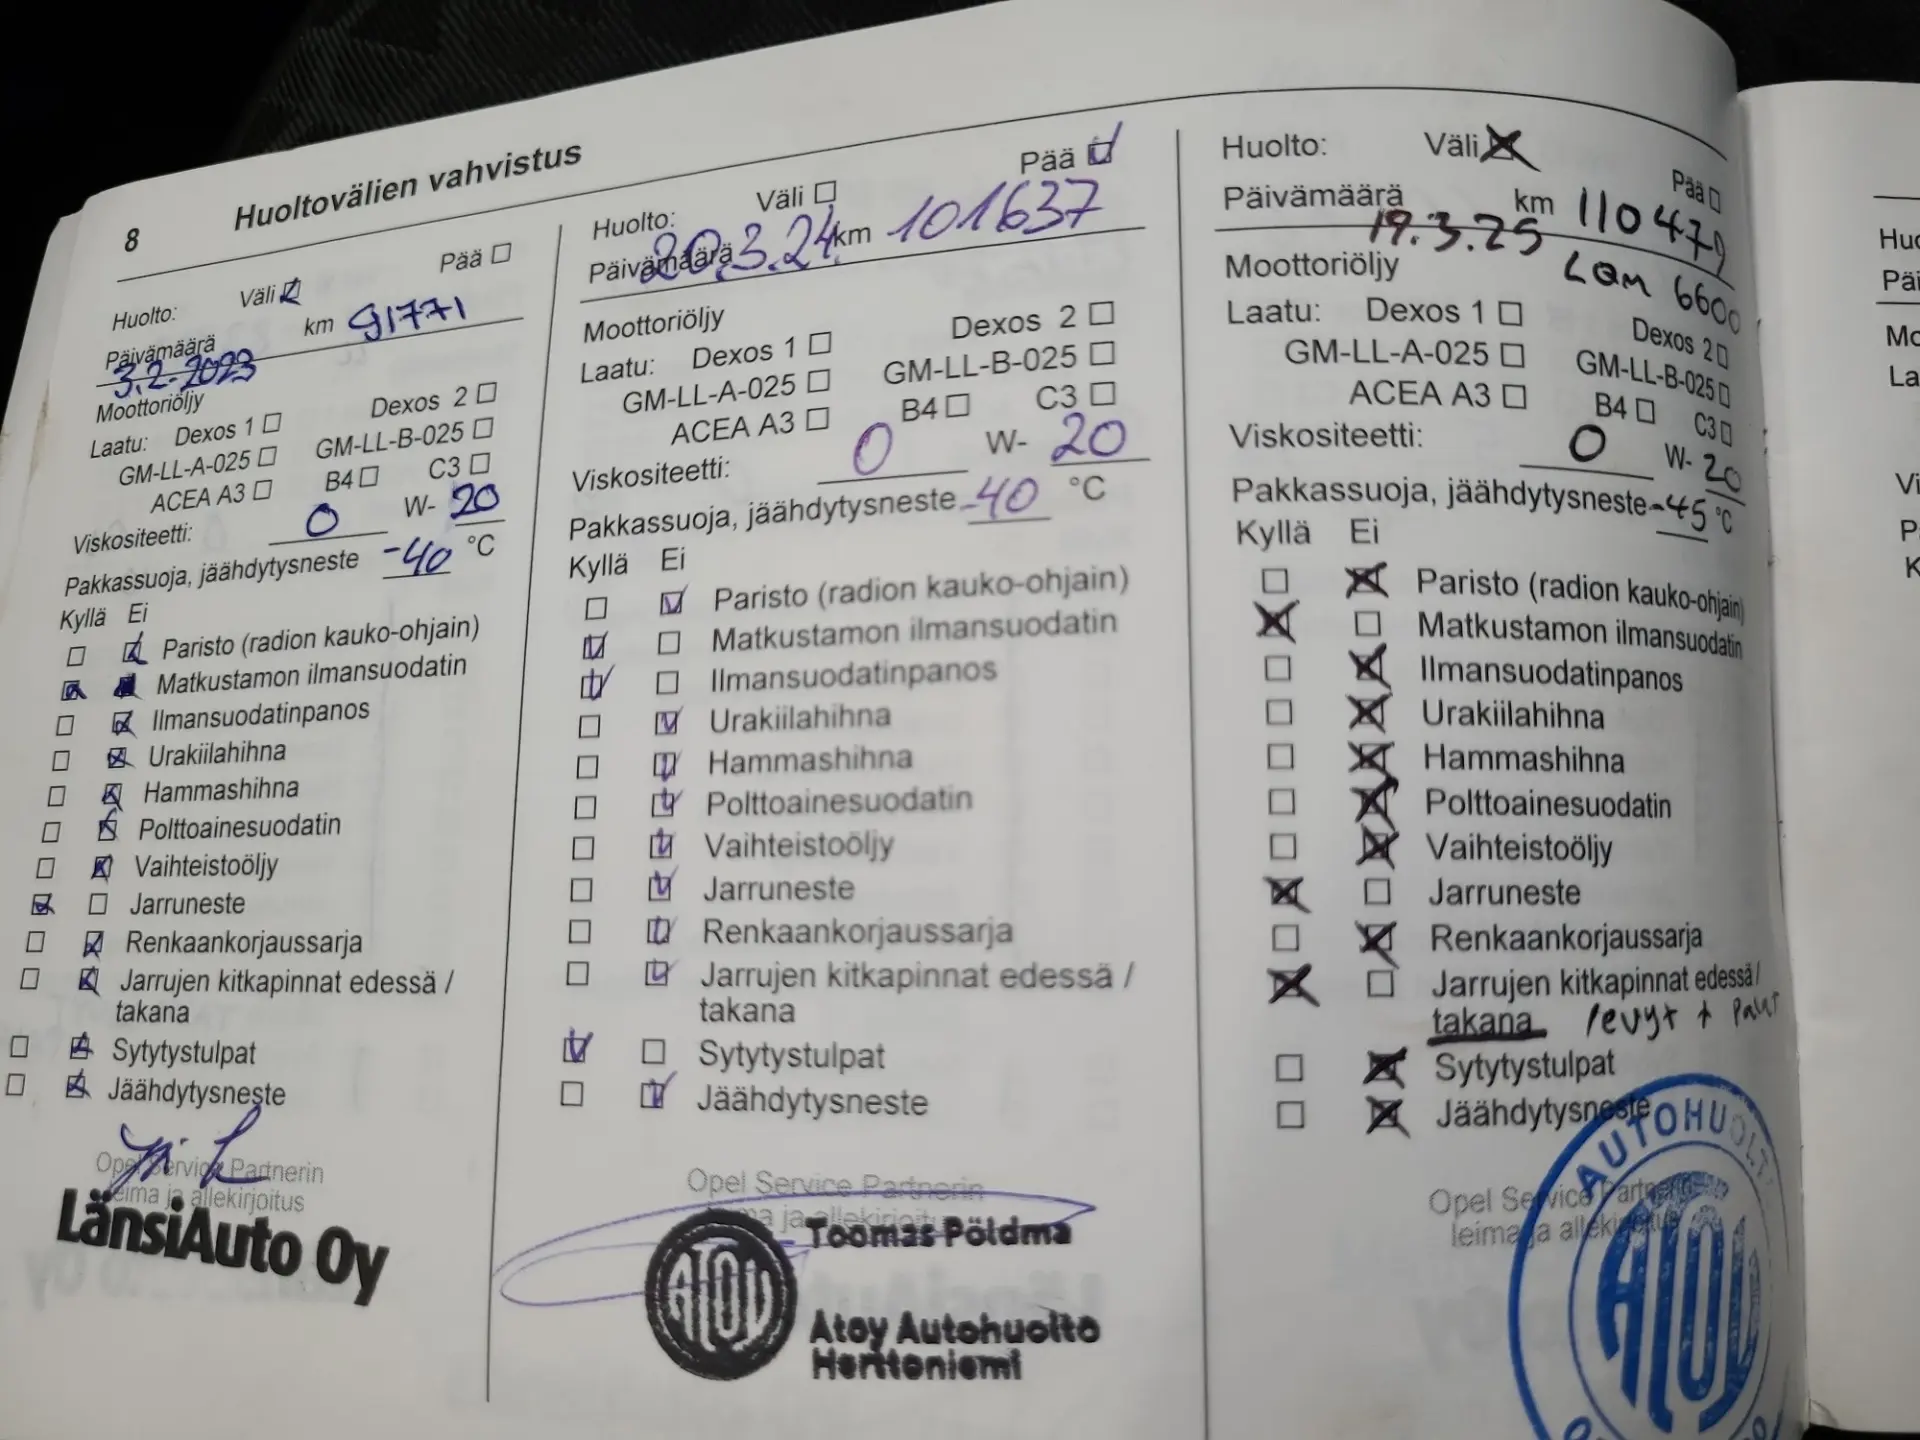 8
Huoltovälien vahvistus
Huolto: Väli Pää
Päivämäärä km 91771
3.2.2023
Moottoriöljy
Laatu: Dexos 1 Dexos 2
GM-LL-A-025 GM-LL-B-025
ACEA A3 B4 C3
Viskositeetti: 0 W- 20
Pakkassuoja, jäähdytysneste -40 °C
Kyllä Ei
Paristo (radion kauko-ohjain)
Matkustamon ilmansuodatin
Ilmansuodatinpanos
Urakiilahihna
Hammashihna
Polttoainesuodatin
Vaihteistoöljy
Jarruneste
Renkaankorjaussarja
Jarrujen kitkapinnat edessä /
takana
Sytytystulpat
Jäähdytysneste
Opel Service Partnerin
leima ja allekirjoitus
LänsiAuto Oy
Huolto: Väli Pää
Päivämäärä 20.3.24 km 101637
Moottoriöljy
Laatu: Dexos 1 Dexos 2
GM-LL-A-025 GM-LL-B-025
ACEA A3 B4 C3
Viskositeetti: 0 W- 20
Pakkassuoja, jäähdytysneste -40 °C
Kyllä Ei
Paristo (radion kauko-ohjain)
Matkustamon ilmansuodatin
Ilmansuodatinpanos
Urakiilahihna
Hammashihna
Polttoainesuodatin
Vaihteistoöljy
Jarruneste
Renkaankorjaussarja
Jarrujen kitkapinnat edessä /
takana
Sytytystulpat
Jäähdytysneste
Opel Service Partnerin
ja allekirjoitus
Toomas Põldma
Atoy Autohuolto
Herttoniemi
Huolto: Väli Pää
Päivämäärä 19.3.25 km 110479
Moottoriöljy LQM 6600
Laatu: Dexos 1 Dexos 2
GM-LL-A-025 GM-LL-B-025
ACEA A3 B4 C3
Viskositeetti: 0 W- 20
Pakkassuoja, jäähdytysneste -45 °C
Kyllä Ei
Paristo (radion kauko-ohjain)
Matkustamon ilmansuodatin
Ilmansuodatinpanos
Urakiilahihna
Hammashihna
Polttoainesuodatin
Vaihteistoöljy
Jarruneste
Renkaankorjaussarja
Jarrujen kitkapinnat edessä /
takana levyt + palat
Sytytystulpat
Jäähdytysneste
Opel Service Partnerin
leima ja allekirjoitus
AUTOHUOLT